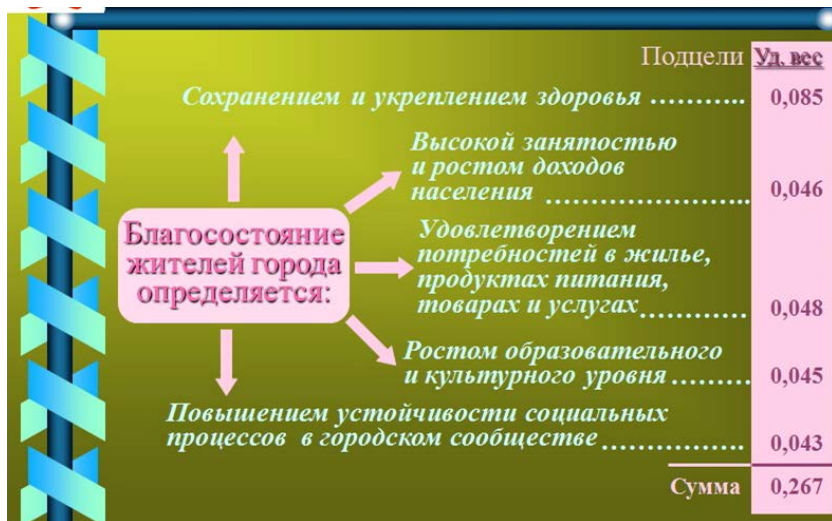 Подцели Уд. вес
Сохранением и укреплением здоровья ……….. 0,085
Высокой занятостью
и ростом доходов
населения ………………….. 0,046
Благосостояние
жителей города
определяется:
Удовлетворением
потребностей в жилье,
продуктах питания,
товарах и услугах………… 0,048
Ростом образовательного
и культурного уровня ……… 0,045
Повышением устойчивости социальных
процессов в городском сообществе ……………. 0,043
Сумма 0,267